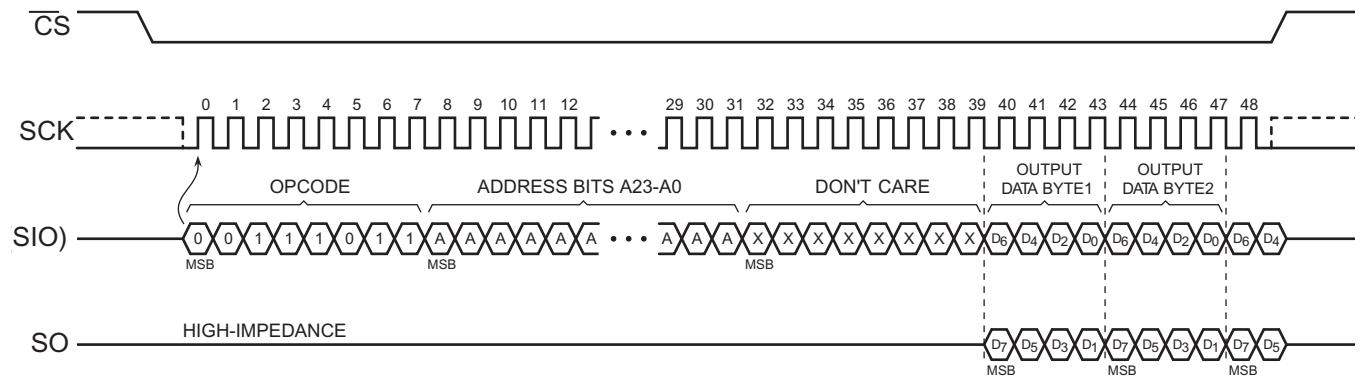 CS
0 1 2 3 4 5 6 7 8 9 10 11 12 29 30 31 32 33 34 35 36 37 38 39 40 41 42 43 44 45 46 47 48
SCK
OPCODE
ADDRESS BITS A23-A0
DON'T CARE
OUTPUT
DATA BYTE1
OUTPUT
DATA BYTE2
SIO)
0 0 1 1 1 0 1 1 A A A A A A A A A X X X X X X X X D6 D4 D2 D0 D6 D4 D2 D0 D6 D4
MSB MSB MSB
HIGH-IMPEDANCE
SO
D7 D5 D3 D1 D7 D5 D3 D1 D7 D5
MSB MSB MSB